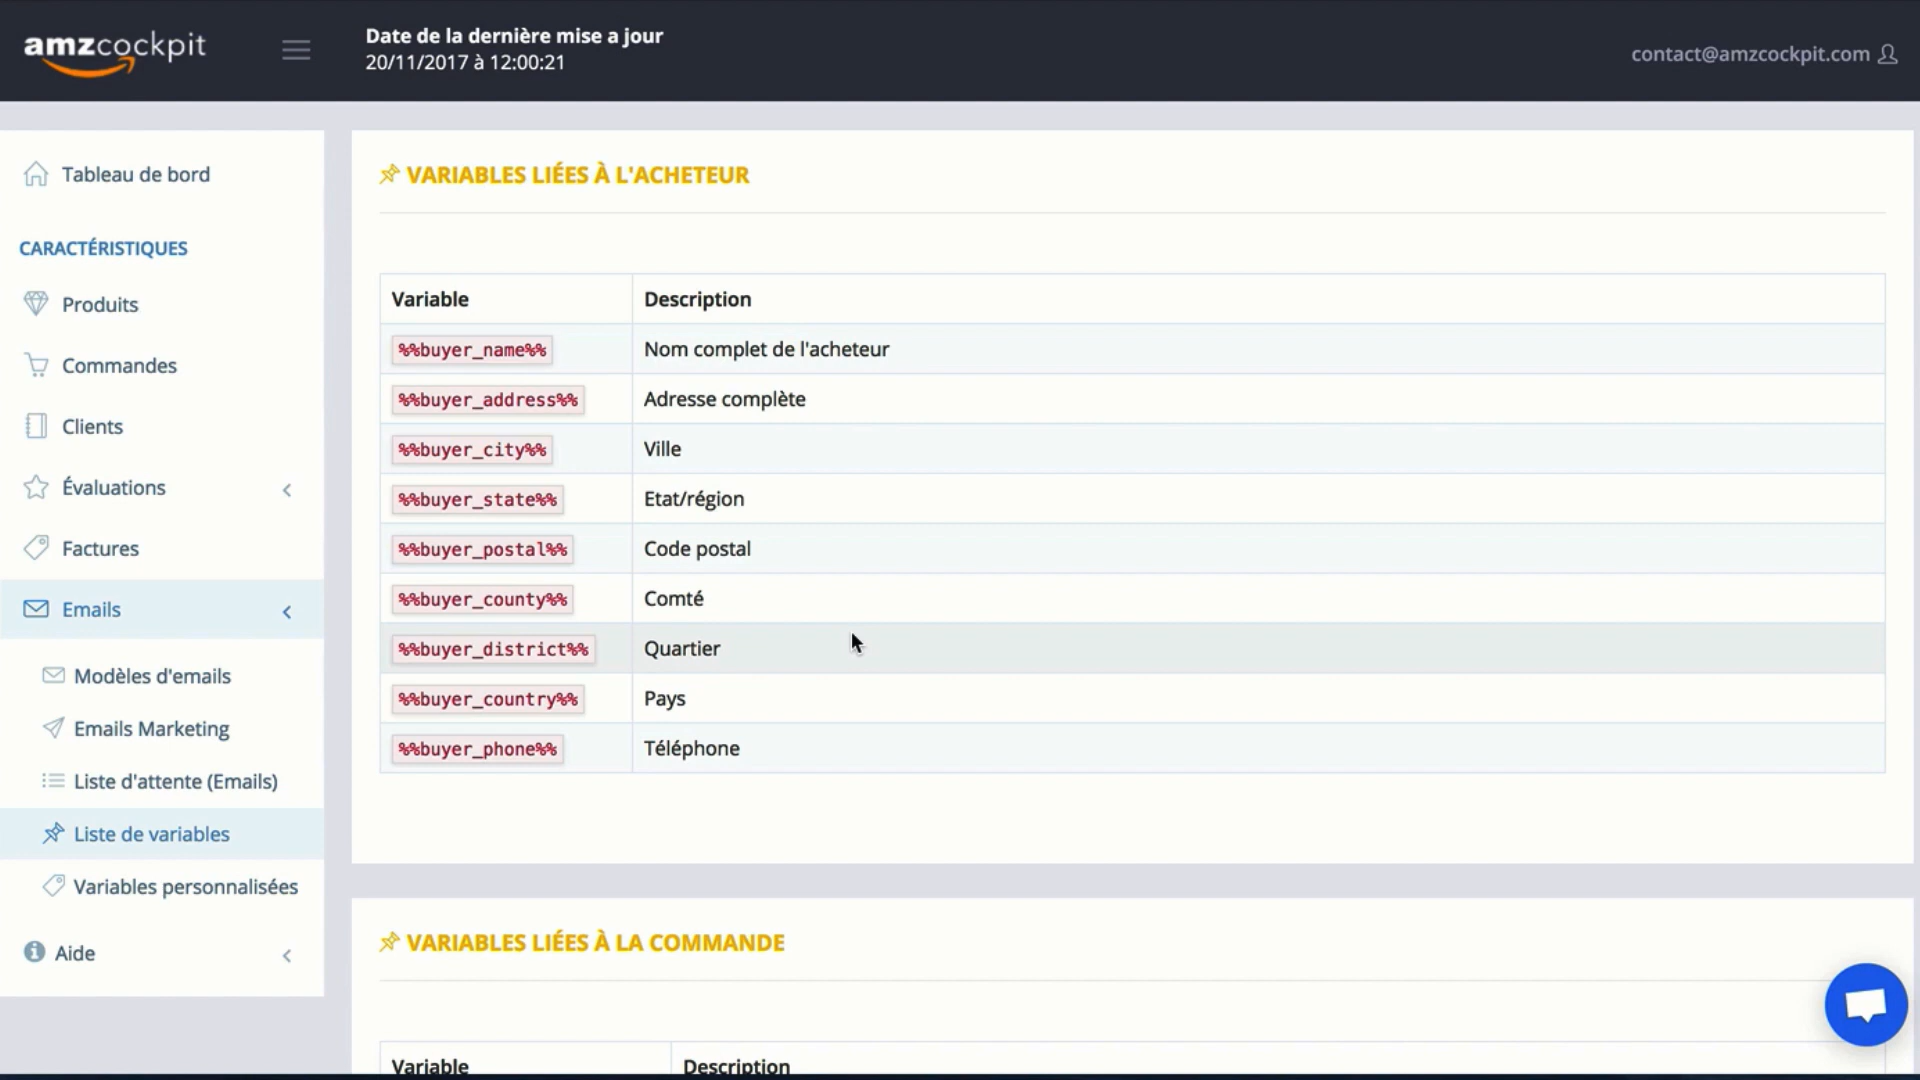 amzcockpit
Date de la dernière mise a jour
20/11/2017 à 12:00:21
contact@amzcockpit.com
Tableau de bord
CARACTÉRISTIQUES
Produits
Commandes
Clients
Évaluations
Factures
Emails
Modèles d'emails
Emails Marketing
Liste d'attente (Emails)
Liste de variables
Variables personnalisées
Aide
VARIABLES LIÉES À L'ACHETEUR
Variable Description
%%buyer_name%% Nom complet de l'acheteur
%%buyer_address%% Adresse complète
%%buyer_city%% Ville
%%buyer_state%% Etat/région
%%buyer_postal%% Code postal
%%buyer_county%% Comté
%%buyer_district%% Quartier
%%buyer_country%% Pays
%%buyer_phone%% Téléphone
VARIABLES LIÉES À LA COMMANDE
Variable Description